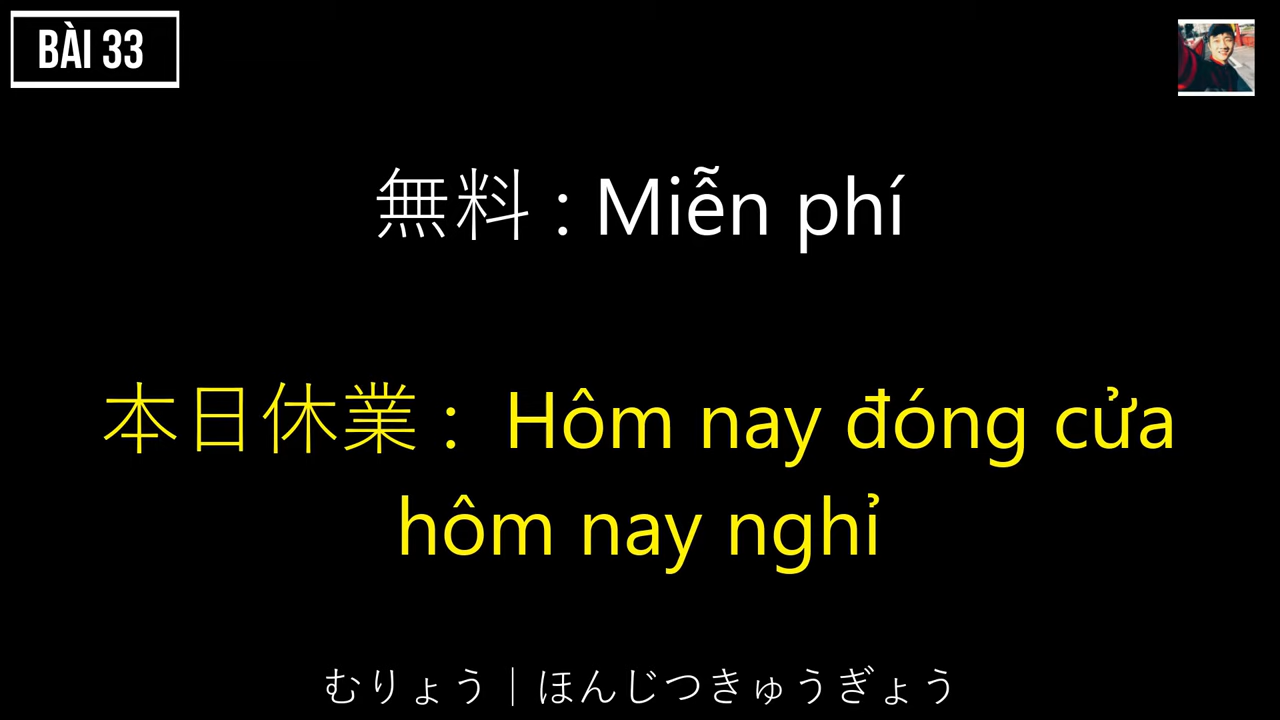 BÀI 33
無料 : Miễn phí
本日休業 : Hôm nay đóng cửa
hôm nay nghỉ
むりょう｜ほんじつきゅうぎょう